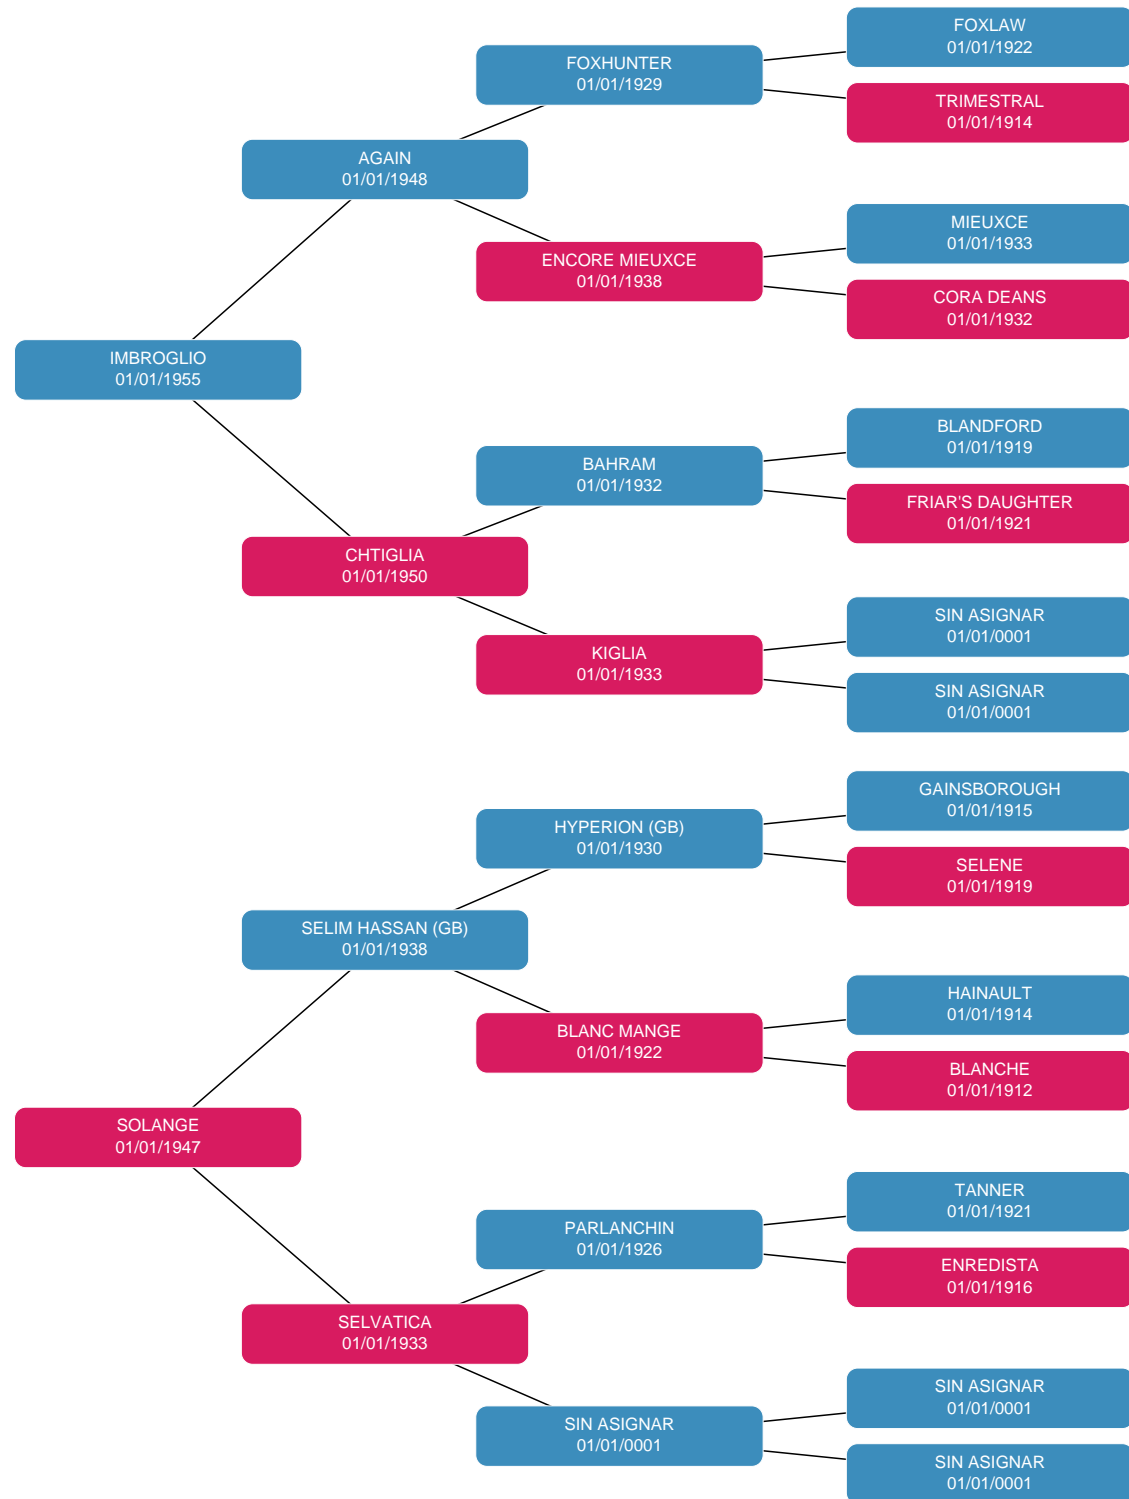 FOXLAW
01/01/1922
FOXHUNTER
01/01/1929
TRIMESTRAL
01/01/1914
AGAIN
01/01/1948
MIEUXCE
01/01/1933
ENCORE MIEUXCE
01/01/1938
CORA DEANS
01/01/1932
IMBROGLIO
01/01/1955
BLANDFORD
01/01/1919
BAHRAM
01/01/1932
FRIAR'S DAUGHTER
01/01/1921
CHTIGLIA
01/01/1950
SIN ASIGNAR
01/01/0001
KIGLIA
01/01/1933
SIN ASIGNAR
01/01/0001
GAINSBOROUGH
01/01/1915
HYPERION (GB)
01/01/1930
SELENE
01/01/1919
SELIM HASSAN (GB)
01/01/1938
HAINAULT
01/01/1914
BLANC MANGE
01/01/1922
BLANCHE
01/01/1912
SOLANGE
01/01/1947
TANNER
01/01/1921
PARLANCHIN
01/01/1926
ENREDISTA
01/01/1916
SELVATICA
01/01/1933
SIN ASIGNAR
01/01/0001
SIN ASIGNAR
01/01/0001
SIN ASIGNAR
01/01/0001